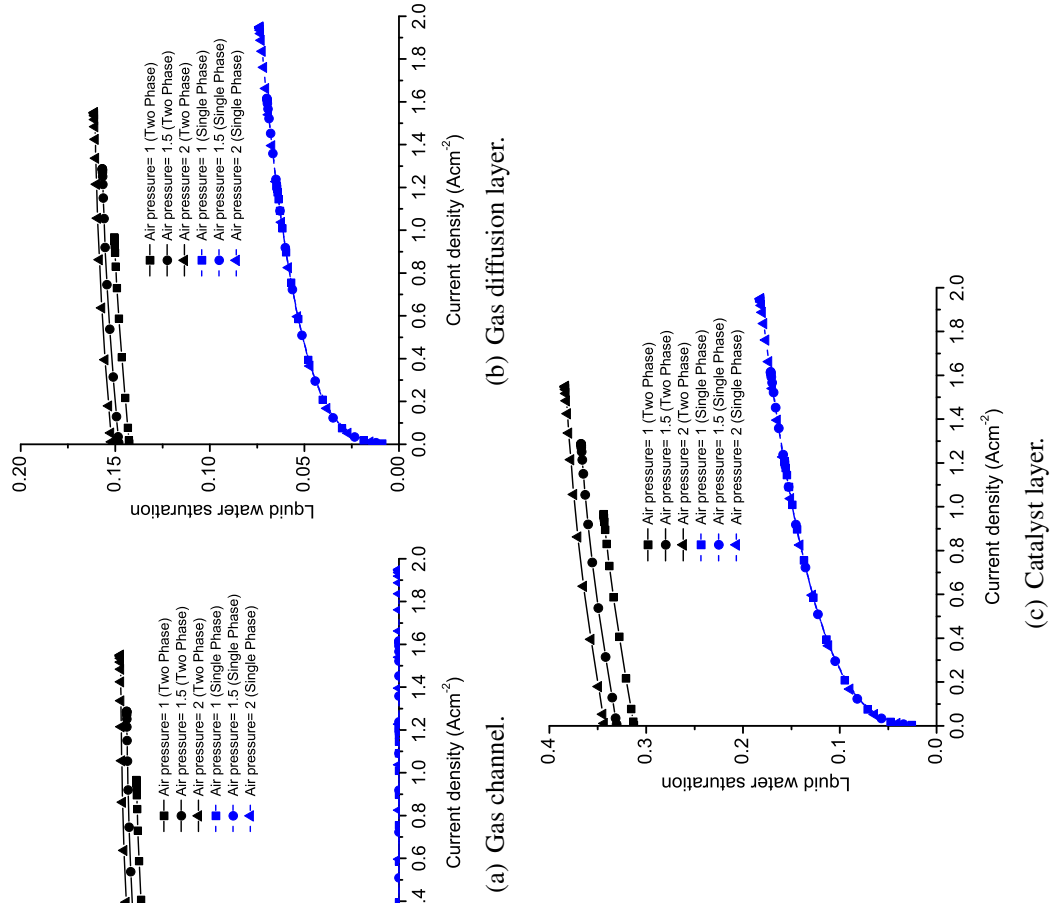 Air pressure= 1 (Two Phase)
Air pressure= 1.5 (Two Phase)
Air pressure= 2 (Two Phase)
Air pressure= 1 (Single Phase)
Air pressure= 1.5 (Single Phase)
Air pressure= 2 (Single Phase)
.4 0.6 0.8 1.0 1.2 1.4 1.6 1.8 2.0
Current density (Acm-2)
(a) Gas channel.
0.20
0.15
0.10
0.05
0.00
Lquid water saturation
Air pressure= 1 (Two Phase)
Air pressure= 1.5 (Two Phase)
Air pressure= 2 (Two Phase)
Air pressure= 1 (Single Phase)
Air pressure= 1.5 (Single Phase)
Air pressure= 2 (Single Phase)
0.0 0.2 0.4 0.6 0.8 1.0 1.2 1.4 1.6 1.8 2.0
Current density (Acm-2)
(b) Gas diffusion layer.
0.4
0.3
0.2
0.1
0.0
Lquid water saturation
Air pressure= 1 (Two Phase)
Air pressure= 1.5 (Two Phase)
Air pressure= 2 (Two Phase)
Air pressure= 1 (Single Phase)
Air pressure= 1.5 (Single Phase)
Air pressure= 2 (Single Phase)
0.0 0.2 0.4 0.6 0.8 1.0 1.2 1.4 1.6 1.8 2.0
Current density (Acm-2)
(c) Catalyst layer.